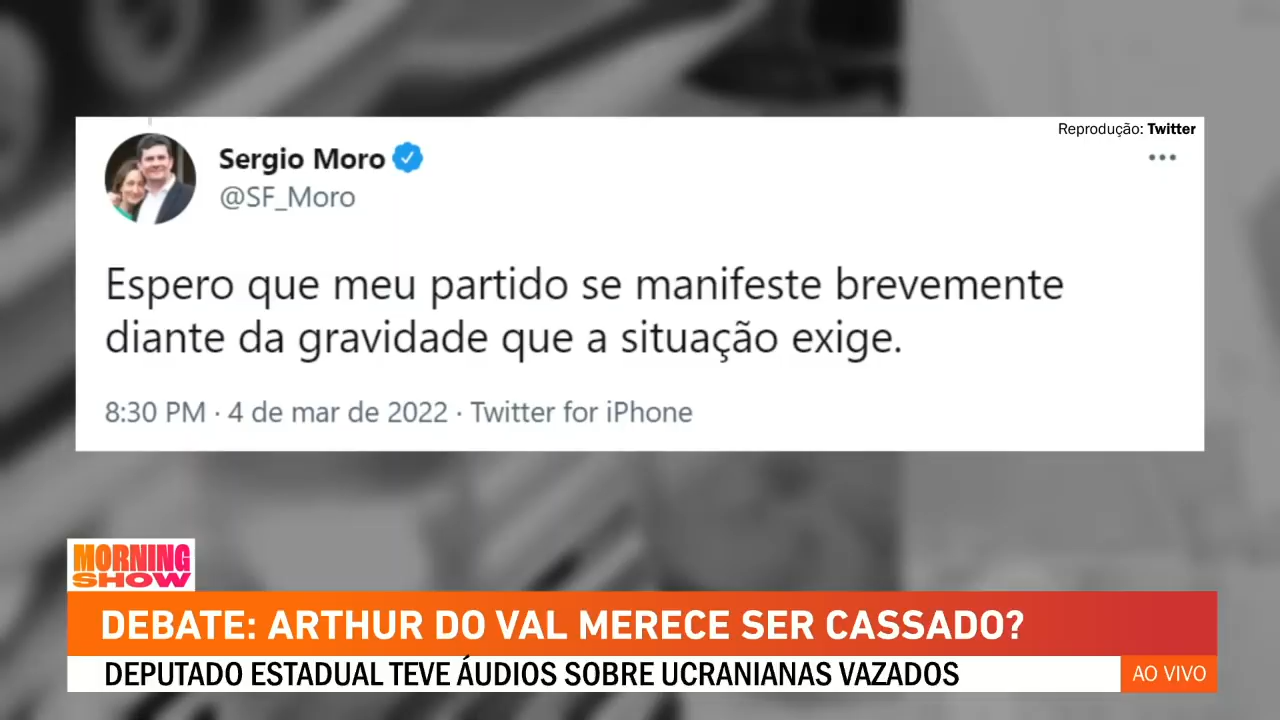 Reprodução: Twitter
Sergio Moro
@SF_Moro
Espero que meu partido se manifeste brevemente
diante da gravidade que a situação exige.
8:30 PM · 4 de mar de 2022 · Twitter for iPhone
MORNING
SHOW
DEBATE: ARTHUR DO VAL MERECE SER CASSADO?
DEPUTADO ESTADUAL TEVE ÁUDIOS SOBRE UCRANIANAS VAZADOS
AO VIVO